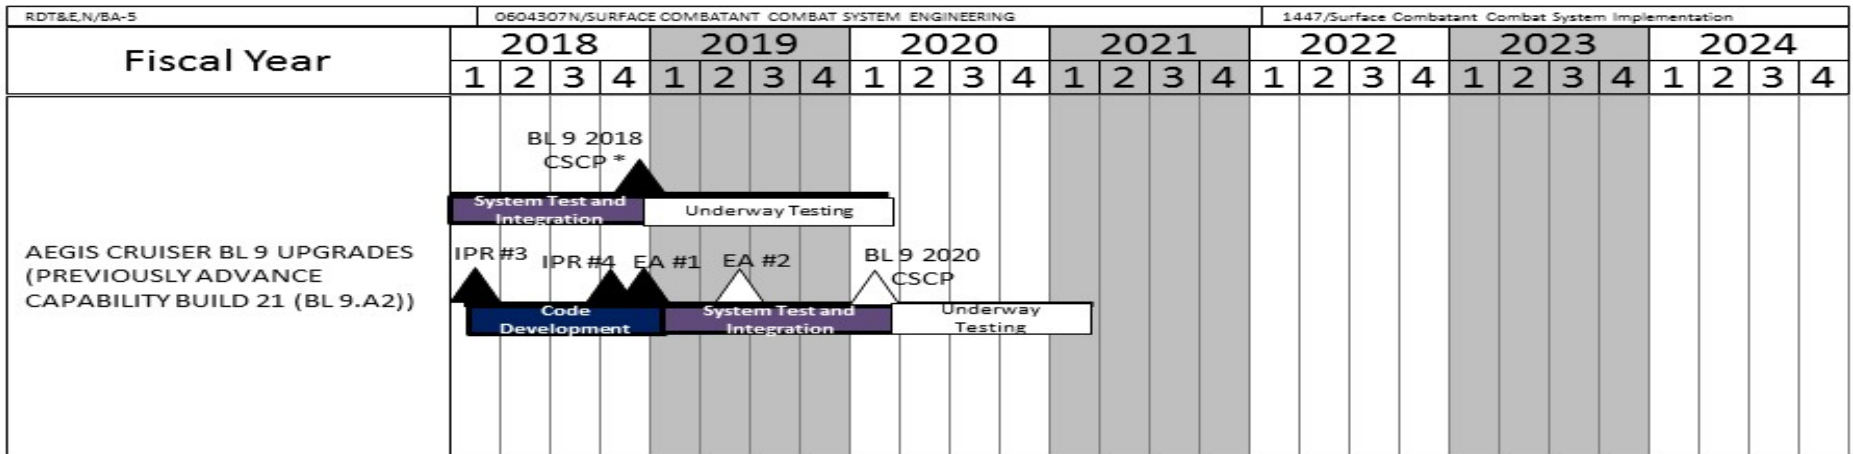 RDT&E,N/BA-5 0604307N/SURFACE COMBATANT COMBAT SYSTEM ENGINEERING 1447/Surface Combatant Combat System Implementation
Fiscal Year 2018 2019 2020 2021 2022 2023 2024
1 2 3 4 1 2 3 4 1 2 3 4 1 2 3 4 1 2 3 4 1 2 3 4 1 2 3 4
BL 9 2018
CSCP *
System Test and
Integration
Underway Testing
AEGIS CRUISER BL 9 UPGRADES
(PREVIOUSLY ADVANCE
CAPABILITY BUILD 21 (BL 9.A2))
IPR #3 IPR #4 EA #1 EA #2
BL 9 2020
CSCP
Code
Development
System Test and
Integration
Underway
Testing